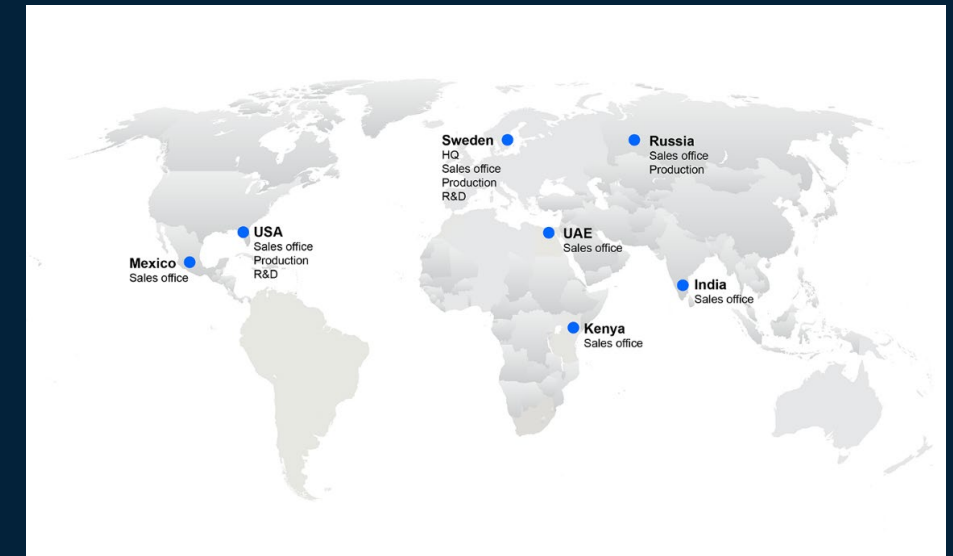 Sweden
HQ
Sales office
Production
R&D
Russia
Sales office
Production
USA
Sales office
Production
R&D
UAE
Sales office
Mexico
Sales office
India
Sales office
Kenya
Sales office